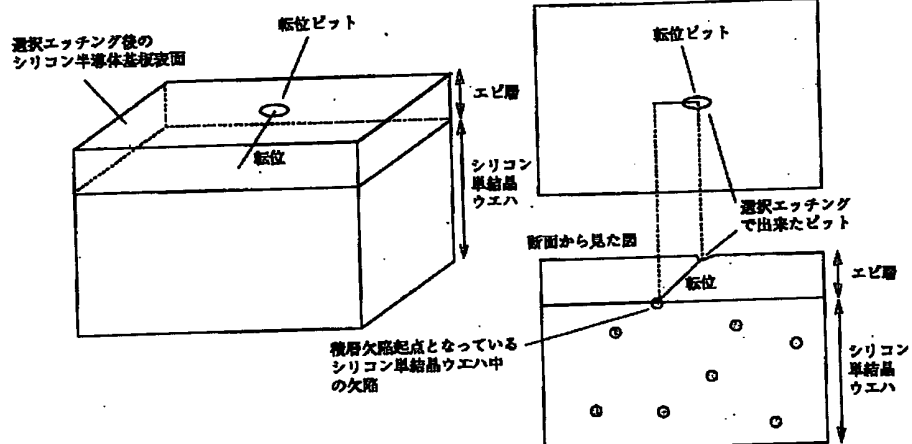 選択エッチング後の
シリコン半導体基板表面
転位ピット
エピ層
転位
シリコン
単結晶
ウエハ
転位ピット
選択エッチング
で出来たピット
断面から見た図
エピ層
転位
積層欠陥起点となっている
シリコン単結晶ウエハ中
の欠陥
シリコン
単結晶
ウエハ